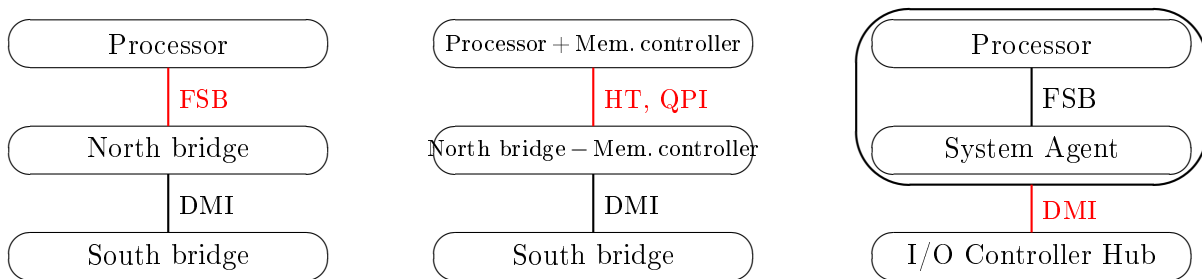 Processor
FSB
North bridge
DMI
South bridge
Processor + Mem. controller
HT, QPI
North bridge – Mem. controller
DMI
South bridge
Processor
FSB
System Agent
DMI
I/O Controller Hub